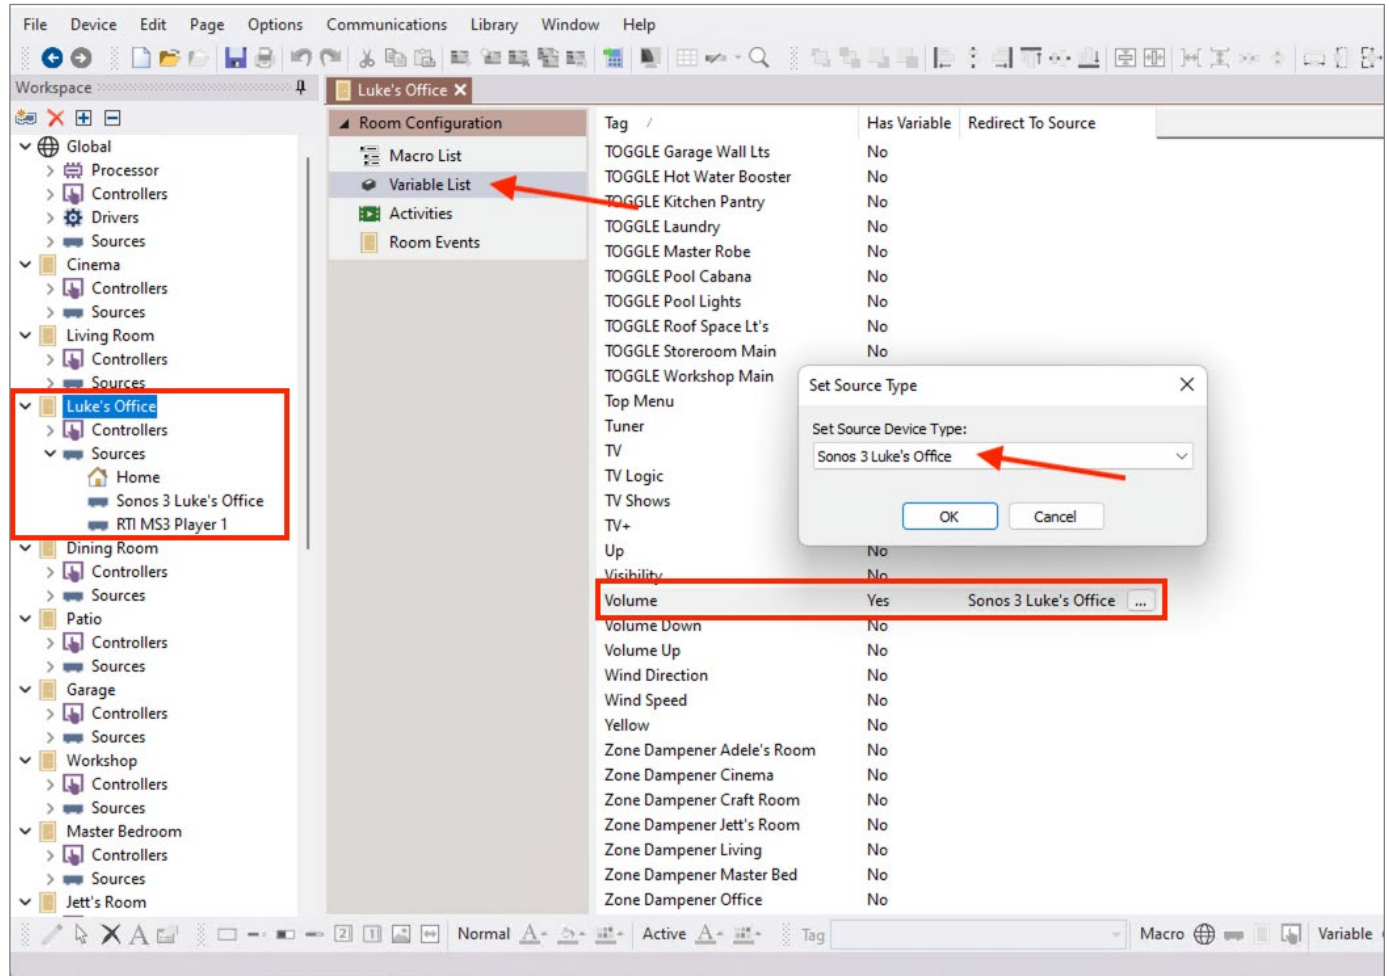 File Device Edit Page Options Communications Library Window Help
Workspace
Luke's Office
Global
Processor
Controllers
Drivers
Sources
Cinema
Controllers
Sources
Living Room
Controllers
Sources
Luke's Office
Controllers
Sources
Home
Sonos 3 Luke's Office
RTI MS3 Player 1
Dining Room
Controllers
Sources
Patio
Controllers
Sources
Garage
Controllers
Sources
Workshop
Controllers
Sources
Master Bedroom
Controllers
Sources
Jett's Room
Room Configuration
Macro List
Variable List
Activities
Room Events
Tag Has Variable Redirect To Source
TOGGLE Garage Wall Lts No
TOGGLE Hot Water Booster No
TOGGLE Kitchen Pantry No
TOGGLE Laundry No
TOGGLE Master Robe No
TOGGLE Pool Cabana No
TOGGLE Pool Lights No
TOGGLE Roof Space Lt's No
TOGGLE Storeroom Main No
TOGGLE Workshop Main
Top Menu
Tuner
TV
TV Logic
TV Shows
TV+
Up No
Visibility No
Volume Yes Sonos 3 Luke's Office ...
Volume Down No
Volume Up No
Wind Direction No
Wind Speed No
Yellow No
Zone Dampener Adele's Room No
Zone Dampener Cinema No
Zone Dampener Craft Room No
Zone Dampener Jett's Room No
Zone Dampener Living No
Zone Dampener Master Bed No
Zone Dampener Office No
Set Source Type
Set Source Device Type:
Sonos 3 Luke's Office
OK Cancel
A 2 1 Normal A Active A Tag Macro Variable